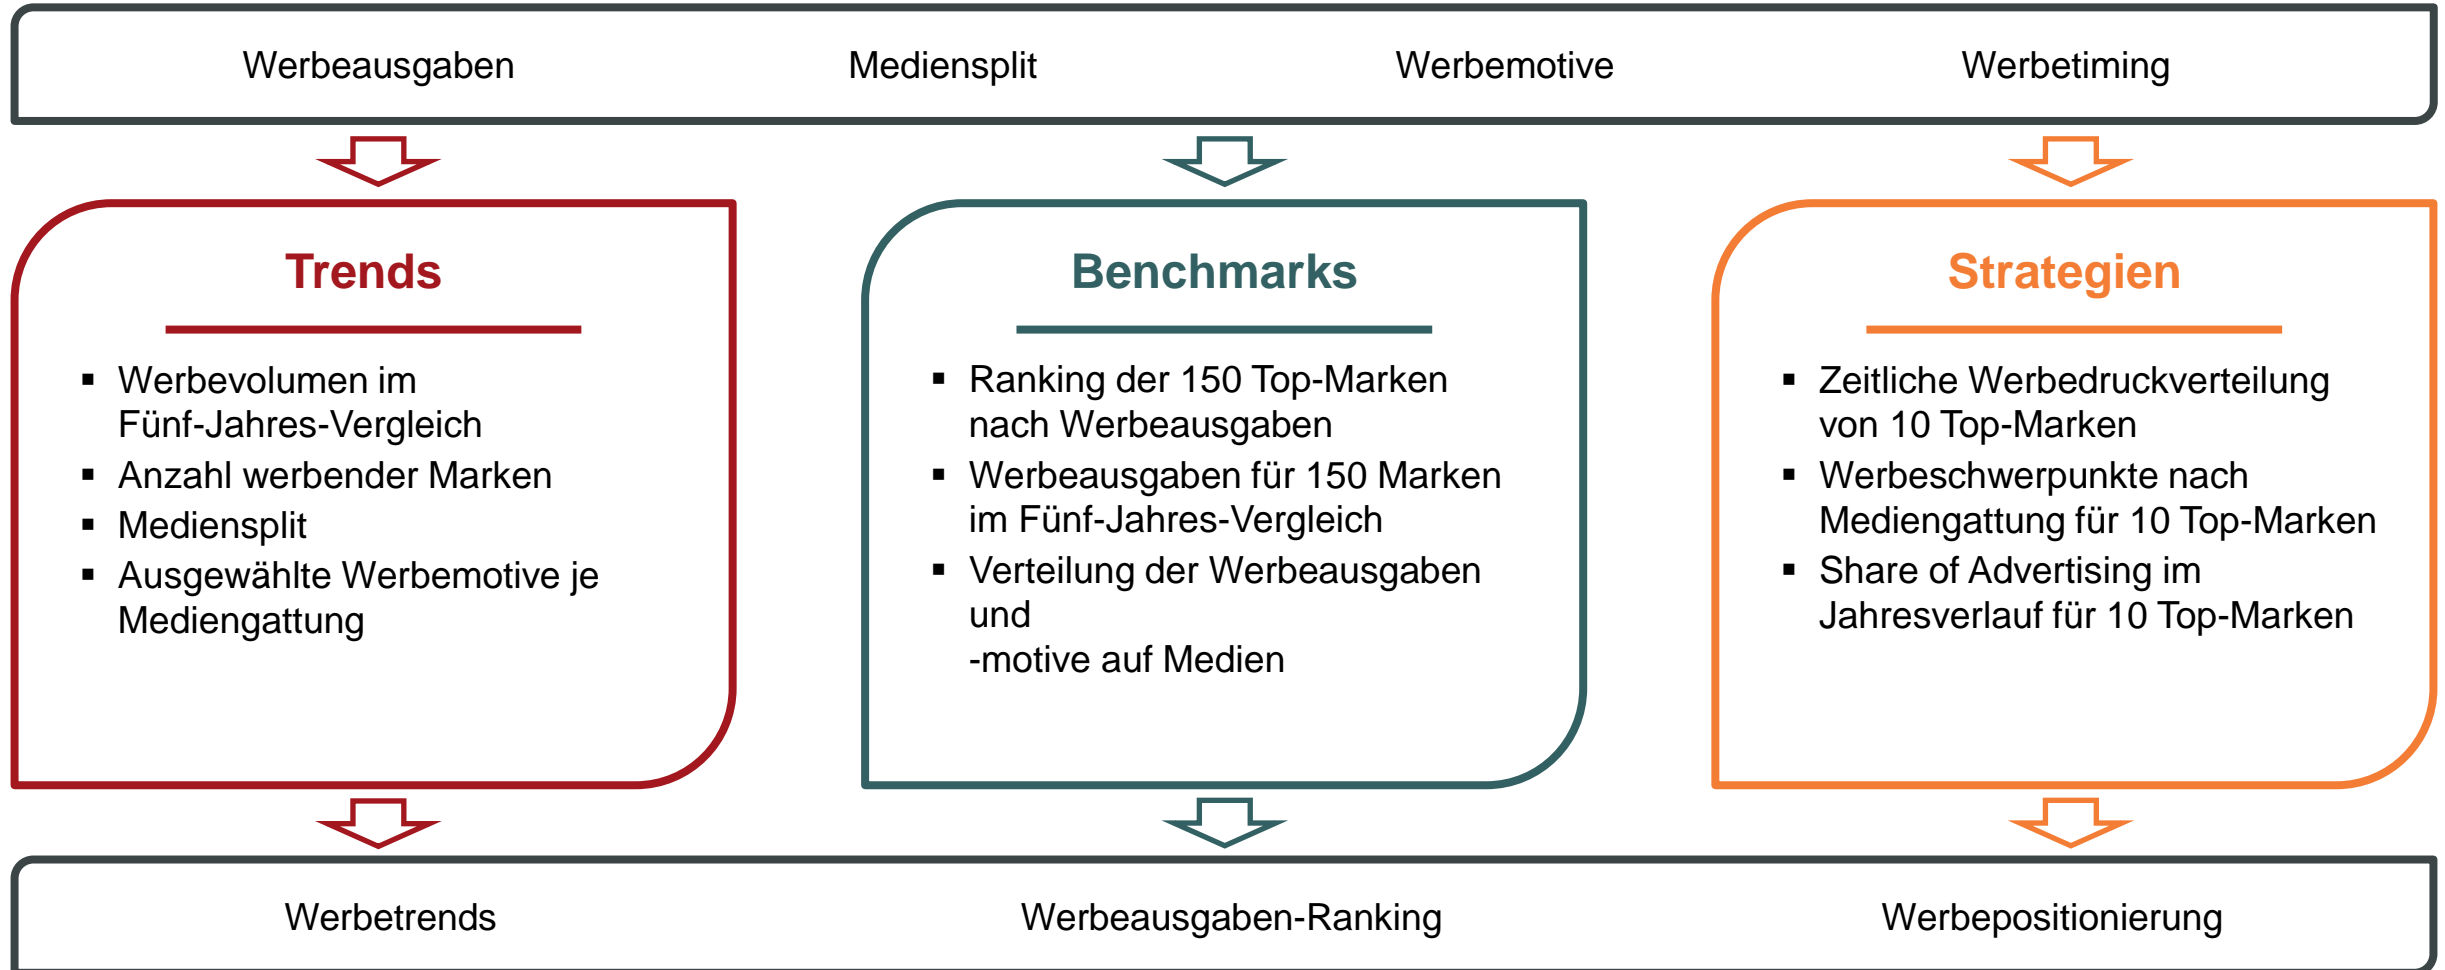 Werbeausgaben
Mediensplit
Werbemotive
Werbetiming
Trends
▪ Werbevolumen im
Fünf-Jahres-Vergleich
▪ Anzahl werbender Marken
▪ Mediensplit
▪ Ausgewählte Werbemotive je
Mediengattung
Benchmarks
▪ Ranking der 150 Top-Marken
nach Werbeausgaben
▪ Werbeausgaben für 150 Marken
im Fünf-Jahres-Vergleich
▪ Verteilung der Werbeausgaben
und
-motive auf Medien
Strategien
▪ Zeitliche Werbedruckverteilung
von 10 Top-Marken
▪ Werbeschwerpunkte nach
Mediengattung für 10 Top-Marken
▪ Share of Advertising im
Jahresverlauf für 10 Top-Marken
Werbetrends
Werbeausgaben-Ranking
Werbepositionierung